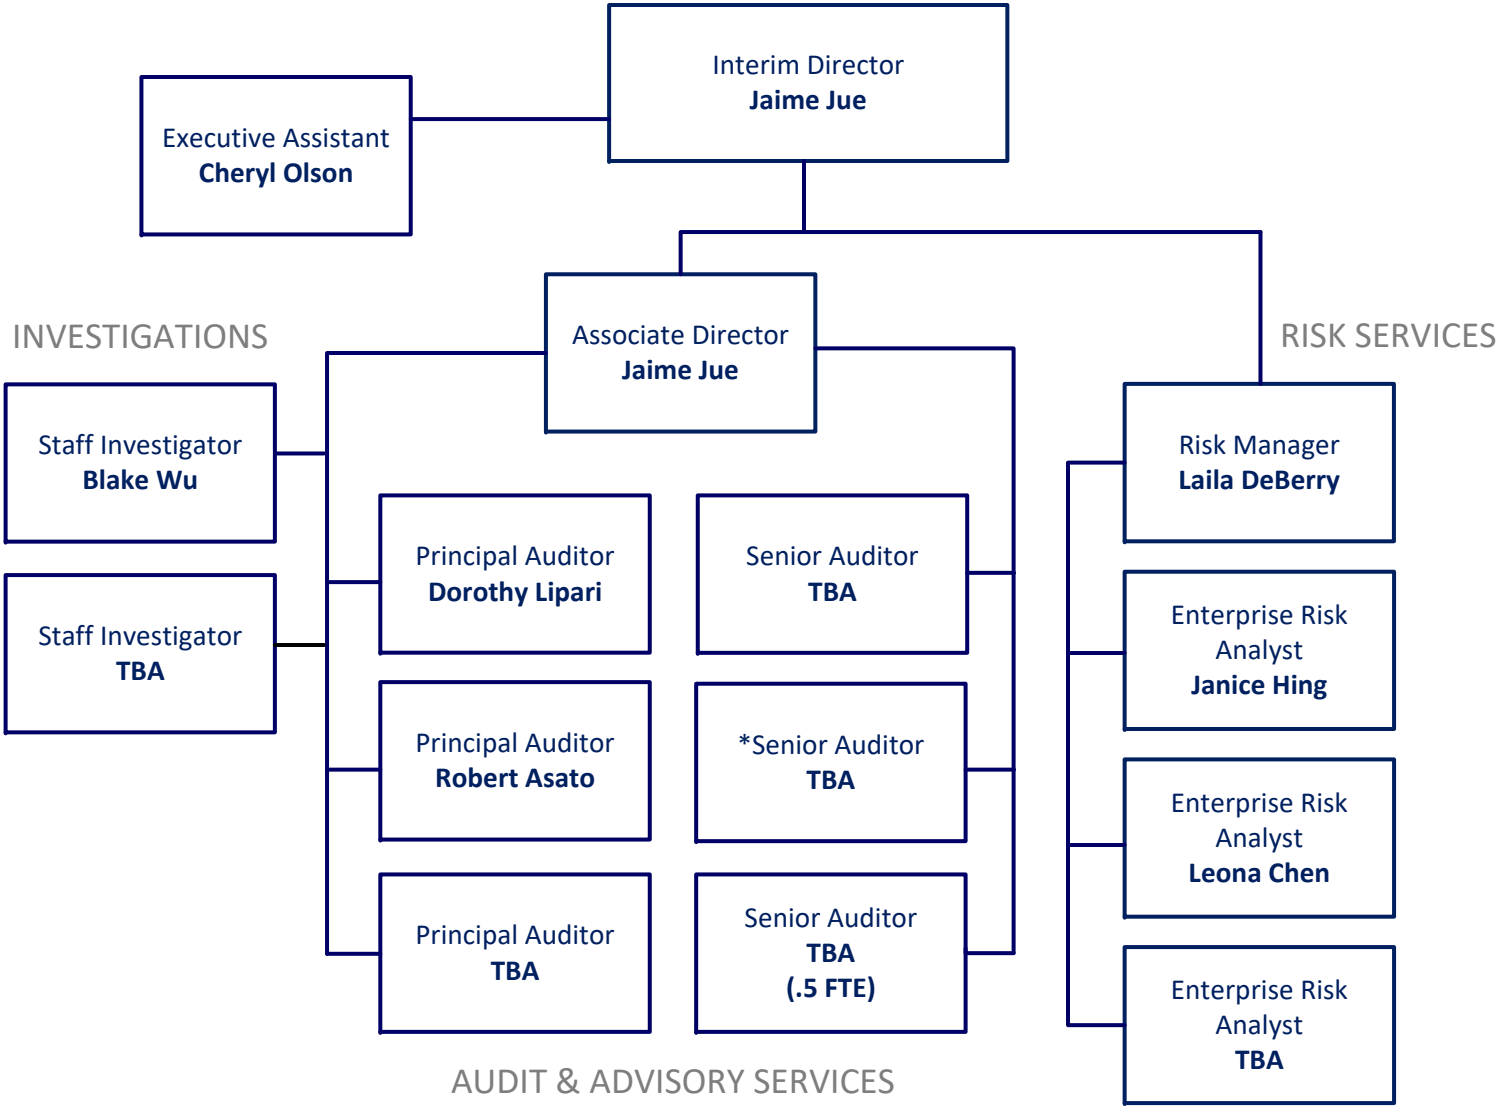 Interim Director
Jaime Jue
Executive Assistant
Cheryl Olson
Associate Director
Jaime Jue
INVESTIGATIONS
RISK SERVICES
Staff Investigator
Blake Wu
Staff Investigator
TBA
Principal Auditor
Dorothy Lipari
Principal Auditor
Robert Asato
Principal Auditor
TBA
Senior Auditor
TBA
*Senior Auditor
TBA
Senior Auditor
TBA
(.5 FTE)
Risk Manager
Laila DeBerry
Enterprise Risk
Analyst
Janice Hing
Enterprise Risk
Analyst
Leona Chen
Enterprise Risk
Analyst
TBA
AUDIT & ADVISORY SERVICES